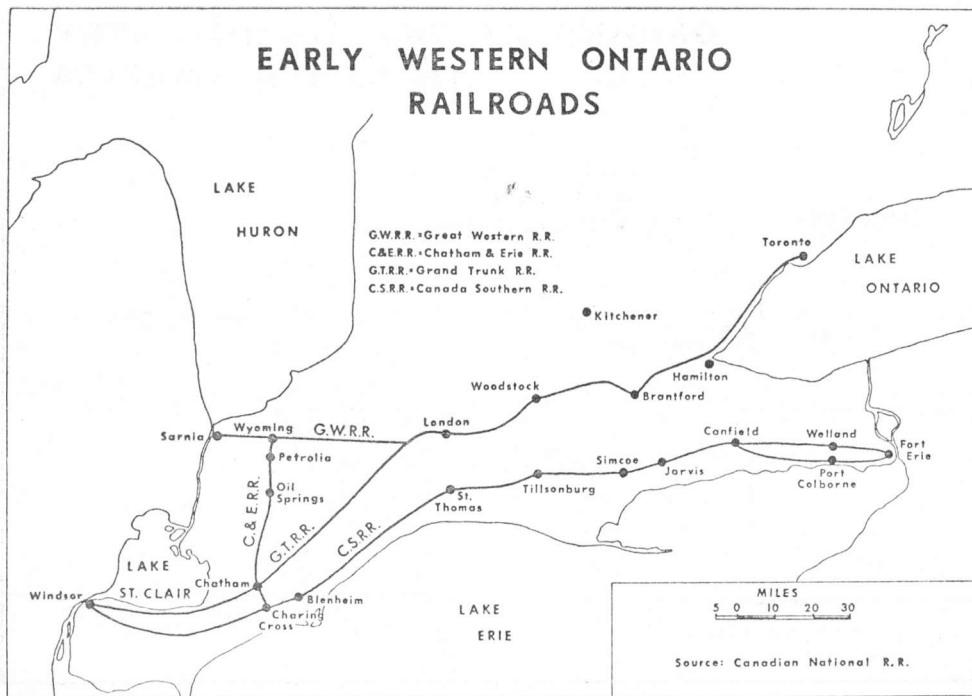 EARLY WESTERN ONTARIO
RAILROADS
LAKE
HURON
G.W.R.R.=Great Western R.R.
C&E.R.R.=Chatham & Erie R.R.
G.T.R.R.=Grand Trunk R.R.
C.S.R.R.=Canada Southern R.R.
Toronto
LAKE
ONTARIO
Kitchener
Hamilton
Woodstock
Brantford
London
Sarnia
Wyoming
G.W.R.R.
Petrolia
Oil
Springs
C.& E.R.R.
G.T.R.R.
C.S.R.R.
Canfield
Welland
Fort
Erie
Simcoe
Jarvis
Port
Colborne
Tillsonburg
St.
Thomas
LAKE
ST. CLAIR
Chatham
Windsor
Blenheim
Charing
Cross
LAKE
ERIE
MILES
5 0 10 20 30
Source: Canadian National R.R.